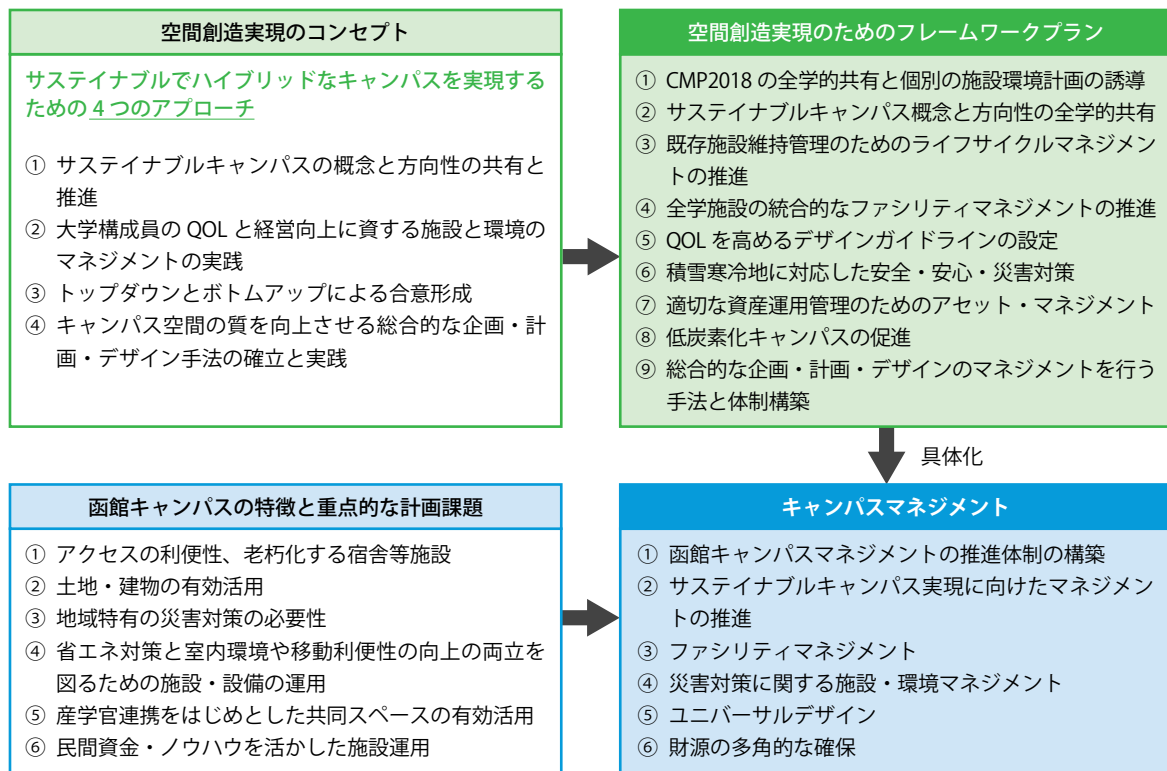 空間創造実現のコンセプト
サステイナブルでハイブリッドなキャンパスを実現する
ための 4 つのアプローチ
① サステイナブルキャンパスの概念と方向性の共有と
推進
② 大学構成員の QOL と経営向上に資する施設と環境の
マネジメントの実践
③ トップダウンとボトムアップによる合意形成
④ キャンパス空間の質を向上させる総合的な企画・計
画・デザイン手法の確立と実践
空間創造実現のためのフレームワークプラン
① CMP2018 の全学的共有と個別の施設環境計画の誘導
② サステイナブルキャンパス概念と方向性の全学的共有
③ 既存施設維持管理のためのライフサイクルマネジメン
トの推進
④ 全学施設の統合的なファシリティマネジメントの推進
⑤ QOL を高めるデザインガイドラインの設定
⑥ 積雪寒冷地に対応した安全・安心・災害対策
⑦ 適切な資産運用管理のためのアセット・マネジメント
⑧ 低炭素化キャンパスの促進
⑨ 総合的な企画・計画・デザインのマネジメントを行う
手法と体制構築
具体化
函館キャンパスの特徴と重点的な計画課題
① アクセスの利便性、老朽化する宿舎等施設
② 土地・建物の有効活用
③ 地域特有の災害対策の必要性
④ 省エネ対策と室内環境や移動利便性の向上の両立を
図るための施設・設備の運用
⑤ 産学官連携をはじめとした共同スペースの有効活用
⑥ 民間資金・ノウハウを活かした施設運用
キャンパスマネジメント
① 函館キャンパスマネジメントの推進体制の構築
② サステイナブルキャンパス実現に向けたマネジメン
トの推進
③ ファシリティマネジメント
④ 災害対策に関する施設・環境マネジメント
⑤ ユニバーサルデザイン
⑥ 財源の多角的な確保